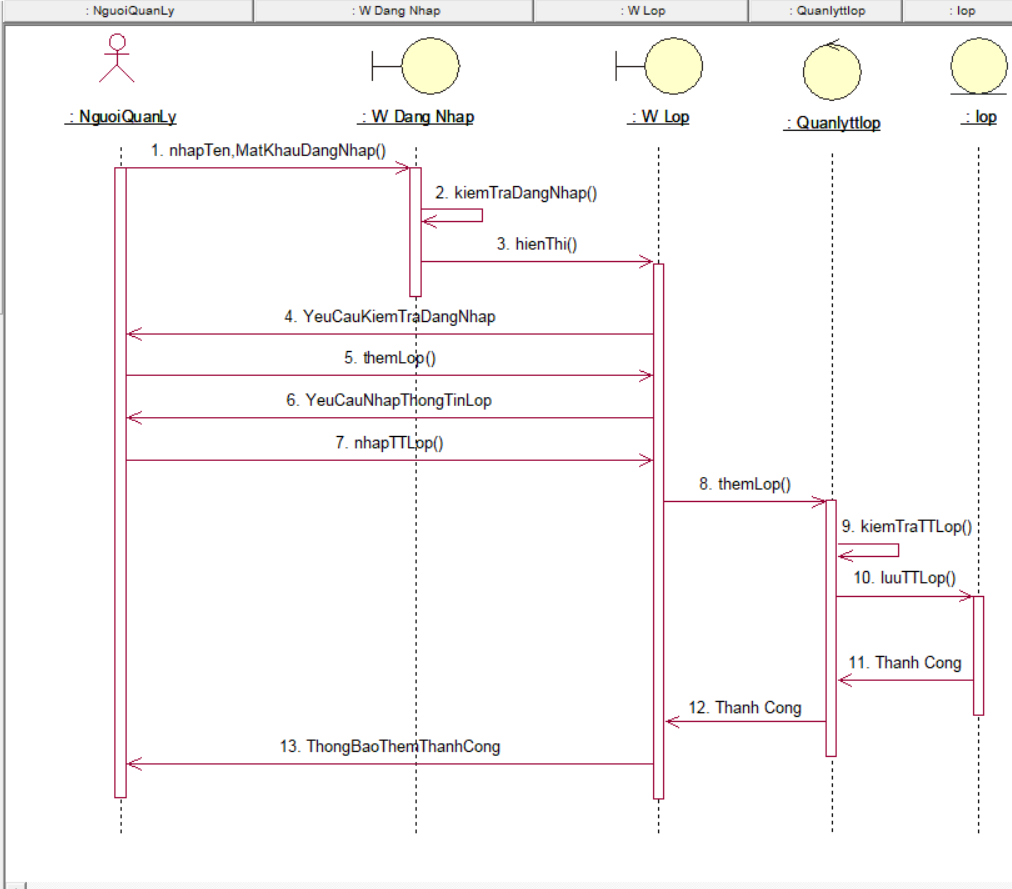 : NguoiQuanLy
: W Dang Nhap
: W Lop
: Quanlyttlop
: lop
: NguoiQuanLy
: W Dang Nhap
: W Lop
: Quanlyttlop
: lop
1. nhapTen,MatKhauDangNhap()
2. kiemTraDangNhap()
3. hienThi()
4. YeuCauKiemTraDangNhap
5. themLop()
6. YeuCauNhapThongTinLop
7. nhapTTLop()
8. themLop()
9. kiemTraTTLop()
10. luuTTLop()
11. Thanh Cong
12. Thanh Cong
13. ThongBaoThemThanhCong